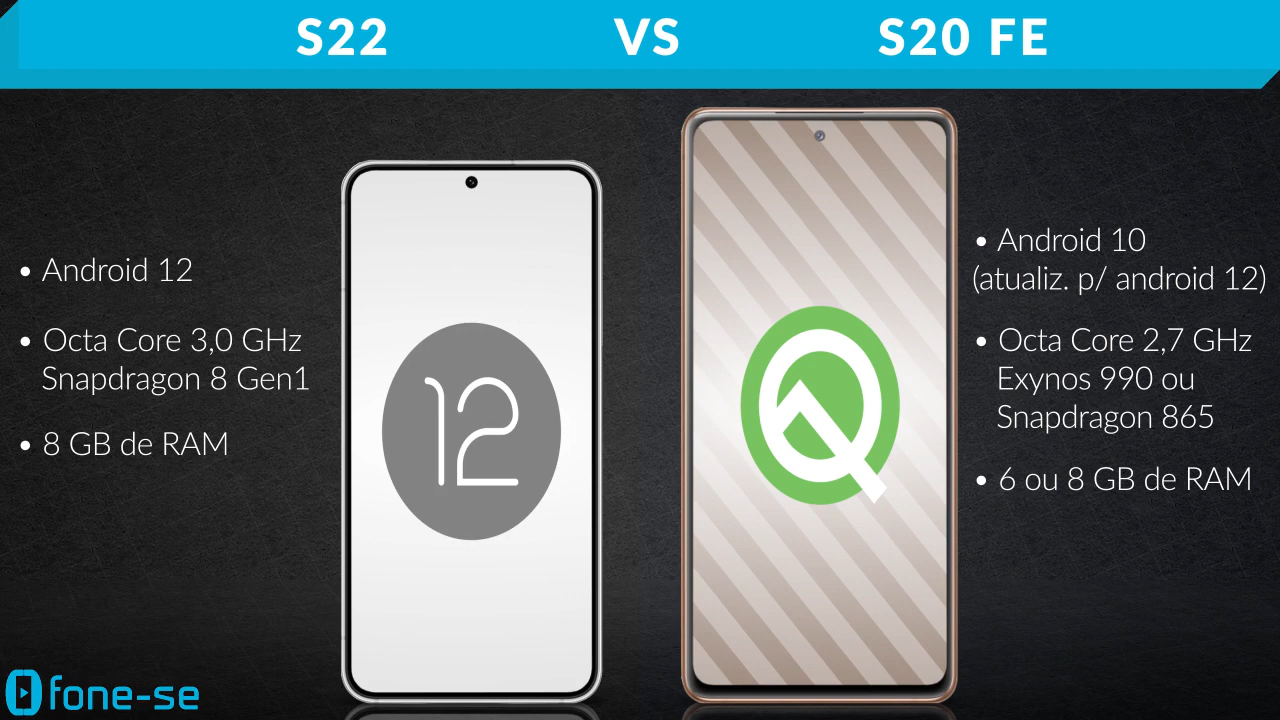 S22 VS S20 FE
• Android 12
• Octa Core 3,0 GHz
Snapdragon 8 Gen1
• 8 GB de RAM
12
• Android 10
(atualiz. p/ android 12)
• Octa Core 2,7 GHz
Exynos 990 ou
Snapdragon 865
• 6 ou 8 GB de RAM
Q
fone-se